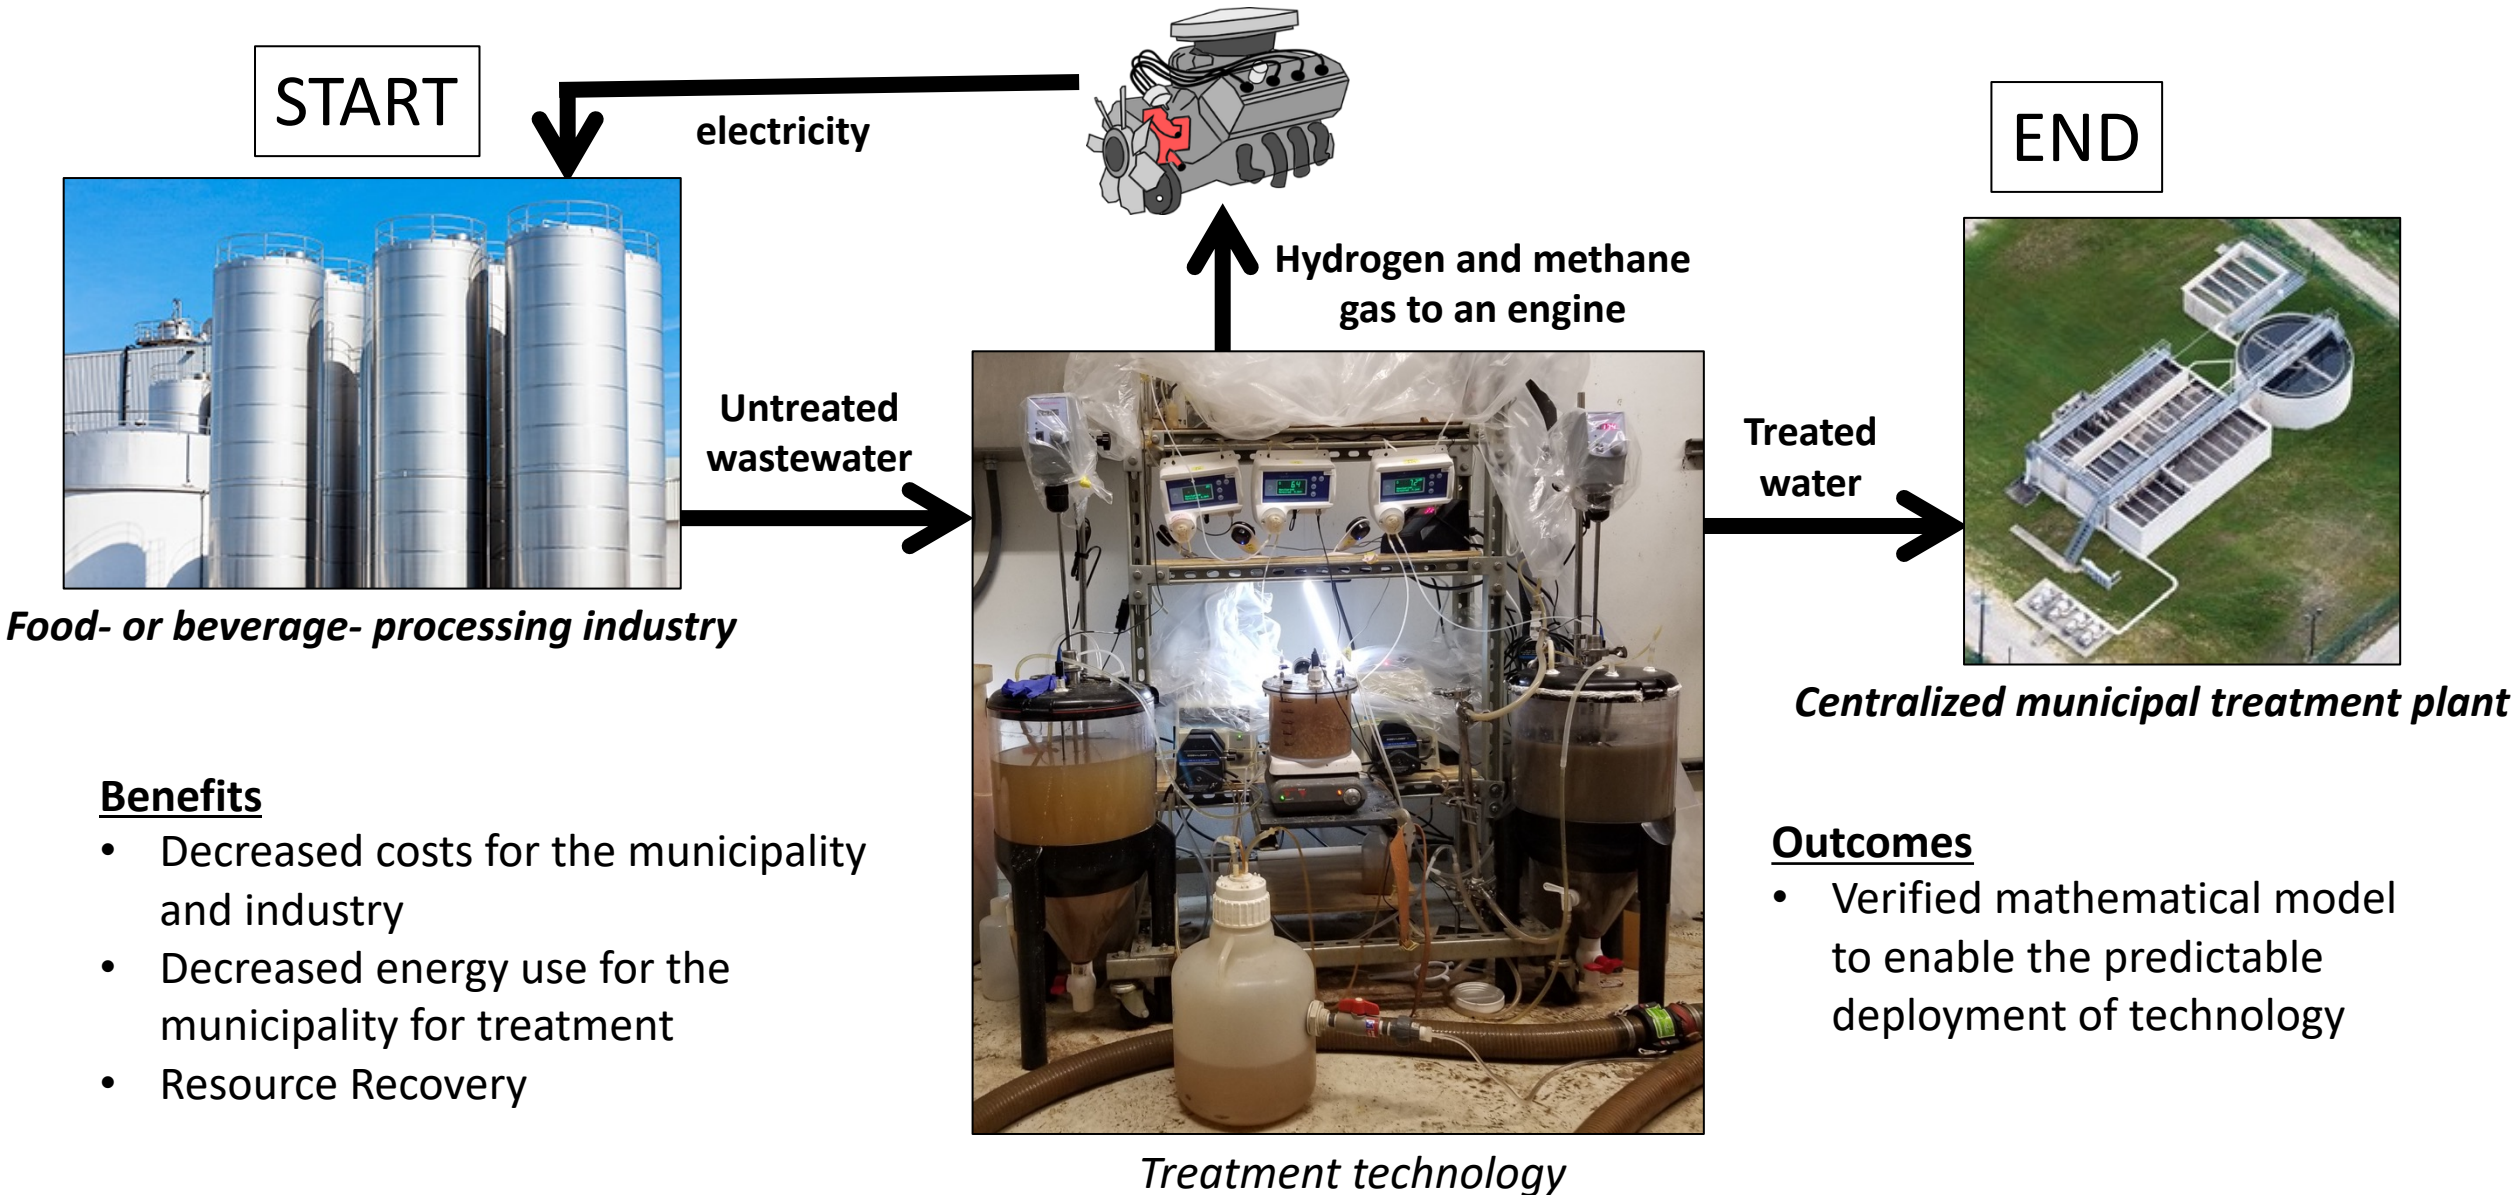 START
electricity
END
Hydrogen and methane
gas to an engine
Untreated
wastewater
Treated
water
Food- or beverage- processing industry
Centralized municipal treatment plant
Benefits
• Decreased costs for the municipality
and industry
• Decreased energy use for the
municipality for treatment
• Resource Recovery
Outcomes
• Verified mathematical model
to enable the predictable
deployment of technology
Treatment technology